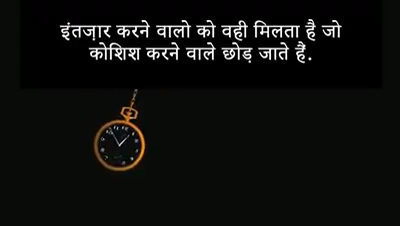 इंतज़ार करने वालो को वही मिलता है जो
कोशिश करने वाले छोड़ जाते हैं.